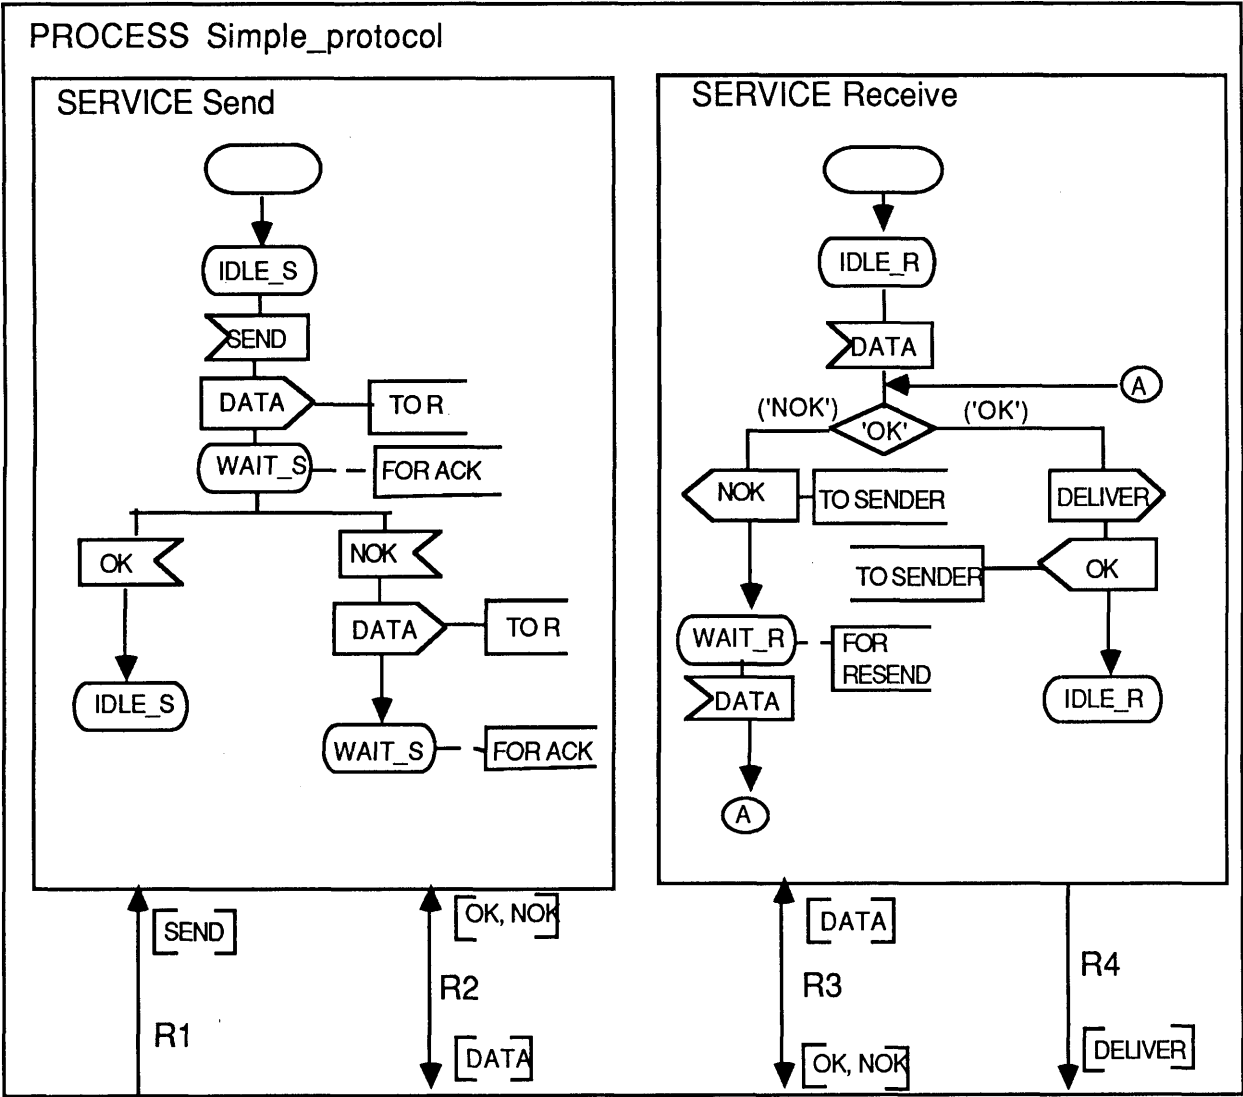 PROCESS Simple_protocol
SERVICE Send
IDLE_S
SEND
DATA
TO R
WAIT_S
FOR ACK
OK
NOK
DATA
TO R
IDLE_S
WAIT_S
FOR ACK
SERVICE Receive
IDLE_R
DATA
A
('NOK')
'OK'
('OK')
NOK
TO SENDER
DELIVER
TO SENDER
OK
WAIT_R
FOR
RESEND
DATA
IDLE_R
A
[SEND]
R1
[OK, NOK]
R2
[DATA]
[DATA]
R3
[OK, NOK]
R4
[DELIVER]